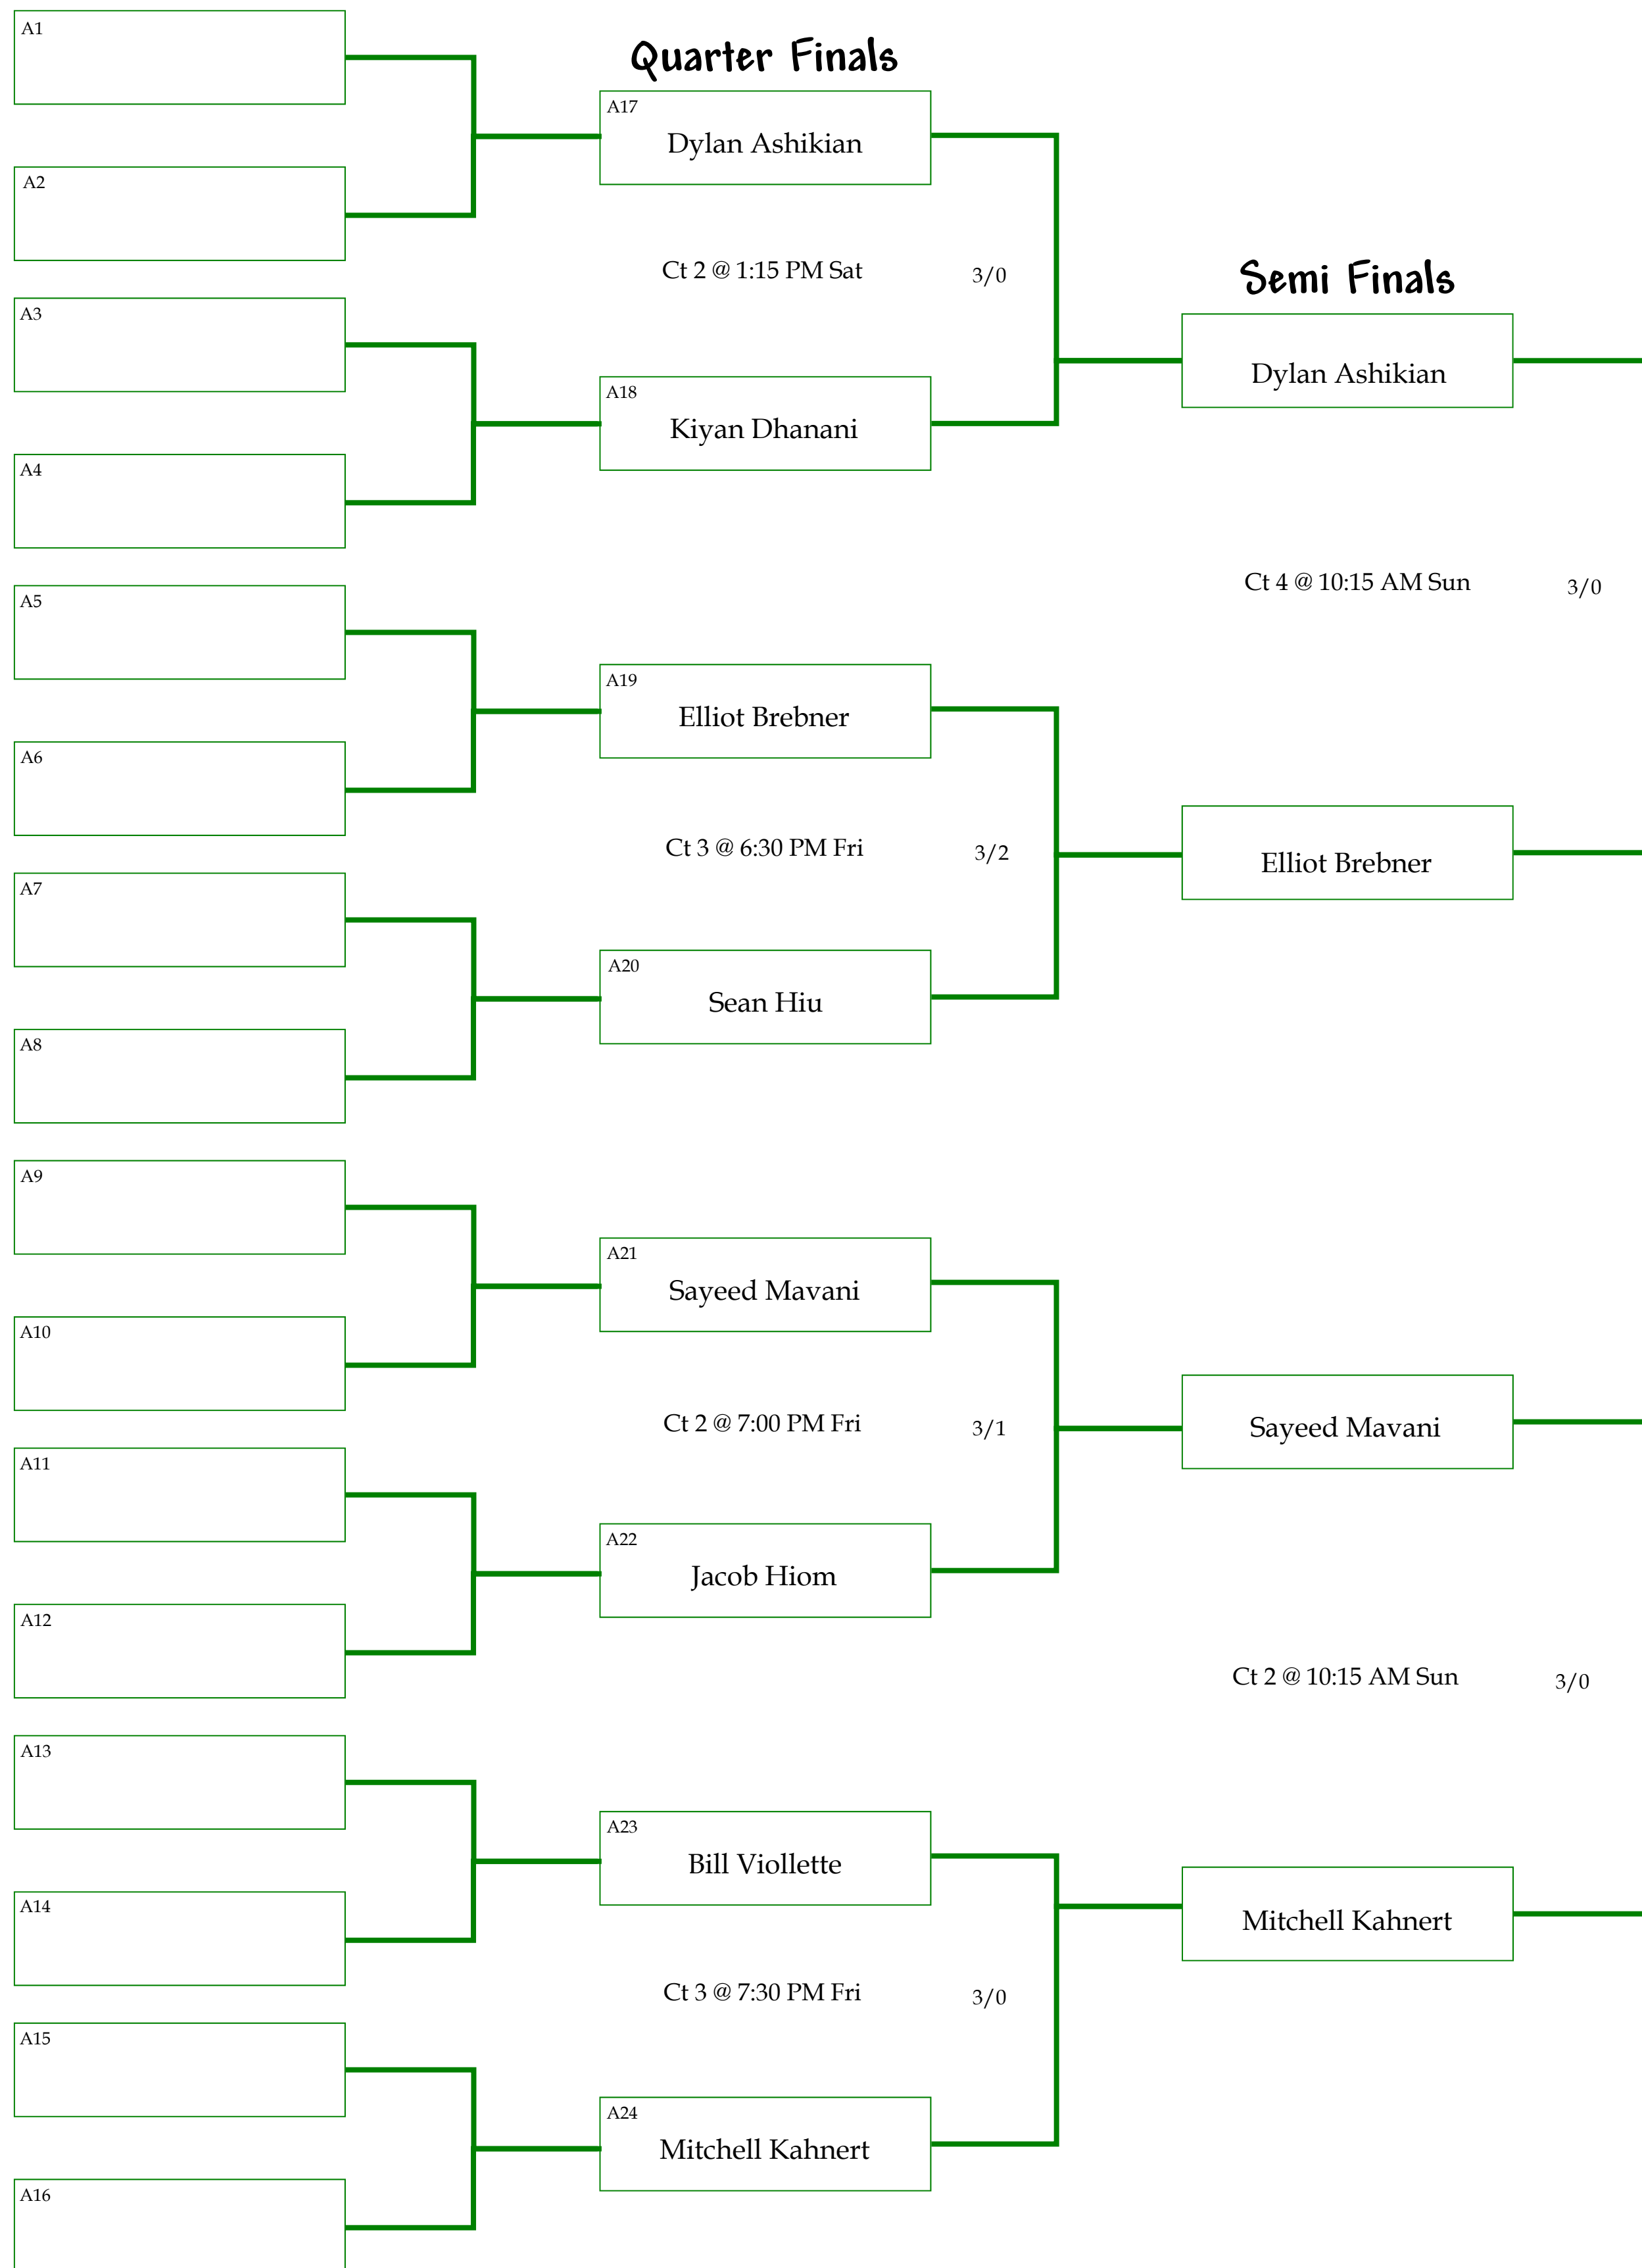 A1
Quarter Finals
A17
Dylan Ashikian
A2
Ct 2 @ 1:15 PM Sat 3/0
Semi Finals
A3
Dylan Ashikian
A18
Kiyan Dhanani
A4
Ct 4 @ 10:15 AM Sun 3/0
A5
A19
Elliot Brebner
A6
Ct 3 @ 6:30 PM Fri 3/2
Elliot Brebner
A7
A20
Sean Hiu
A8
A9
A21
Sayeed Mavani
A10
Ct 2 @ 7:00 PM Fri 3/1
Sayeed Mavani
A11
A22
Jacob Hiom
A12
Ct 2 @ 10:15 AM Sun 3/0
A13
A23
Bill Viollette
A14
Mitchell Kahnert
Ct 3 @ 7:30 PM Fri 3/0
A15
A24
Mitchell Kahnert
A16